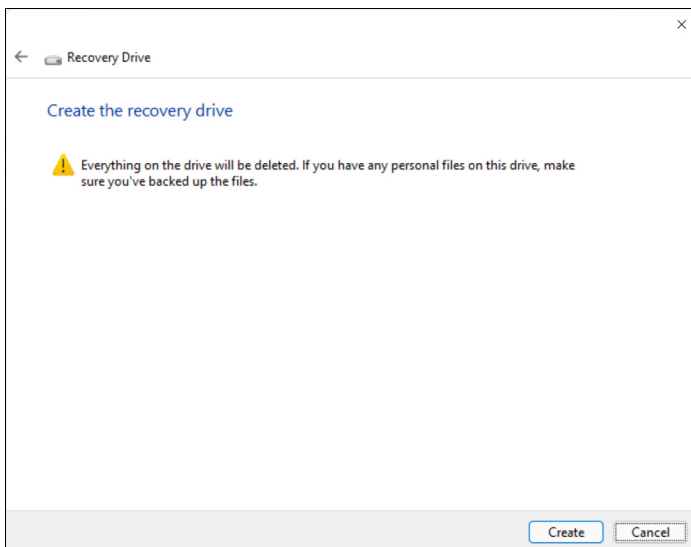 Recovery Drive
Create the recovery drive
Everything on the drive will be deleted. If you have any personal files on this drive, make
sure you've backed up the files.
Create Cancel